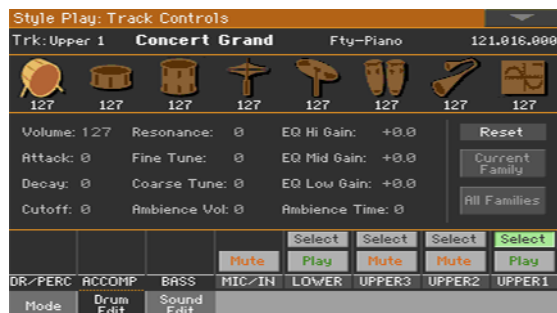 Style Play: Track Controls
Trk:Upper 1 Concert Grand Fty-Piano 121.016.000
127 127 127 127 127 127 127 127
Volume: 127 Resonance: 0 EQ Hi Gain: +0.0 Reset
Attack: 0 Fine Tune: 0 EQ Mid Gain: +0.0 Current Family
Decay: 0 Coarse Tune: 0 EQ Low Gain: +0.0
Cutoff: 0 Ambience Vol: 0 Ambience Time: 0 All Families
Select Select Select Select
Mute Play Mute Mute Play
DR/PERC ACCOMP BASS MIC/IN LOWER UPPER3 UPPER2 UPPER1
Mode Drum Edit Sound Edit